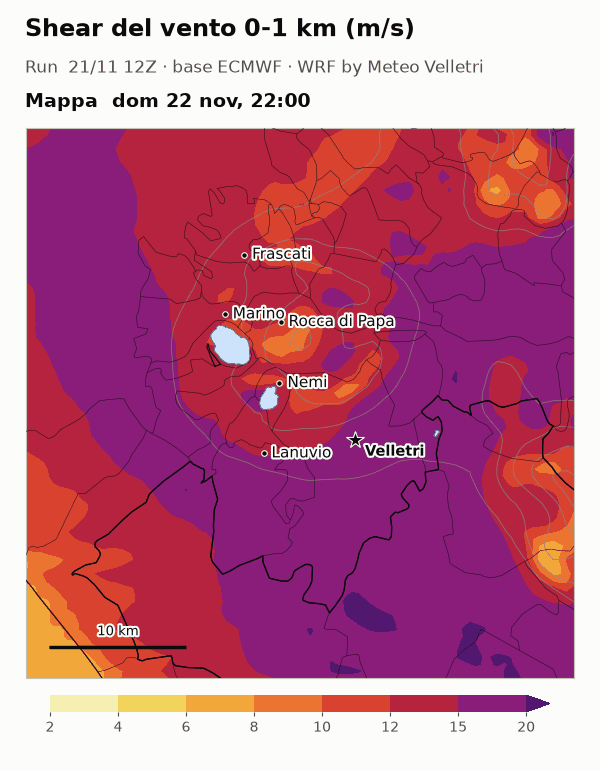 Shear del vento 0-1 km (m/s)
Run  21/11 12Z · base ECMWF · WRF by Meteo Velletri
Mappa  dom 22 nov, 22:00
Frascati
Marino
Rocca di Papa
Nemi
Velletri
Lanuvio
10 km
2 4 6 8 10 12 15 20